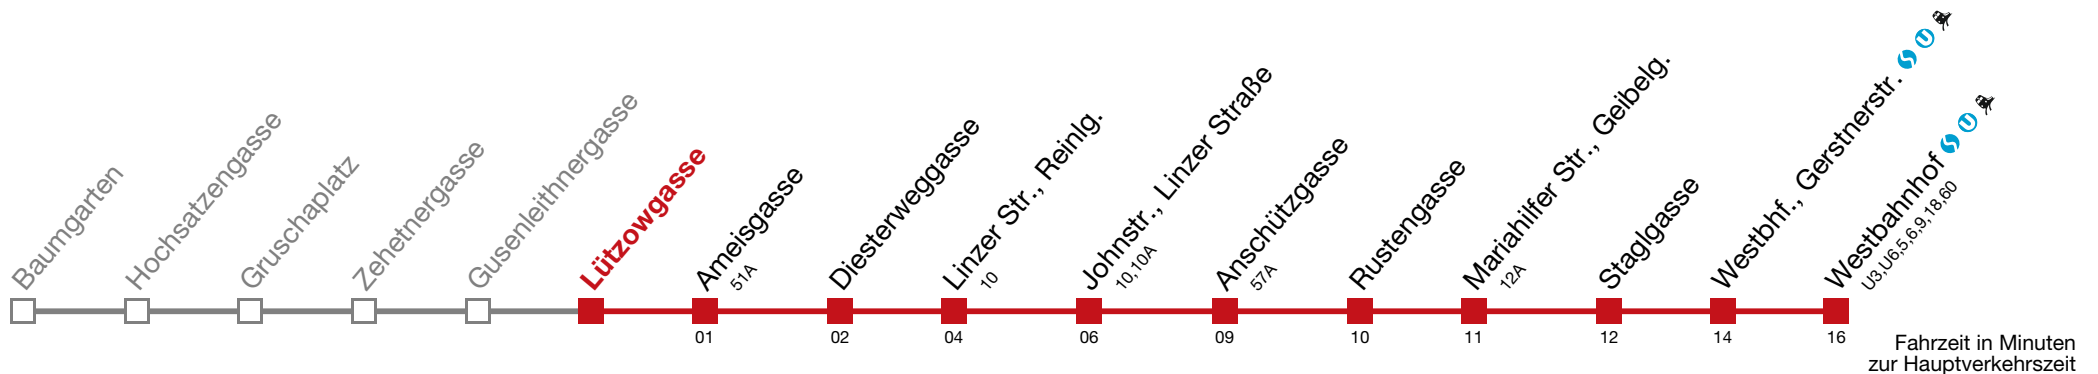 Baumgarten
Hochsatzengasse
Gruschaplatz
Zehetnergasse
Gusenleithnergasse
Lützowgasse
Ameisgasse
51A
Diesterweggasse
Linzer Str., Reinlg.
10
Johnstr., Linzer Straße
10,10A
Anschützgasse
57A
Rustengasse
Mariahilfer Str., Geibelg.
12A
Staglgasse
Westbhf., Gerstnerstr. S U
Westbahnhof S U
U3,U6,5,6,9,18,60
01 02 04 06 09 10 11 12 14 16
Fahrzeit in Minuten
zur Hauptverkehrszeit